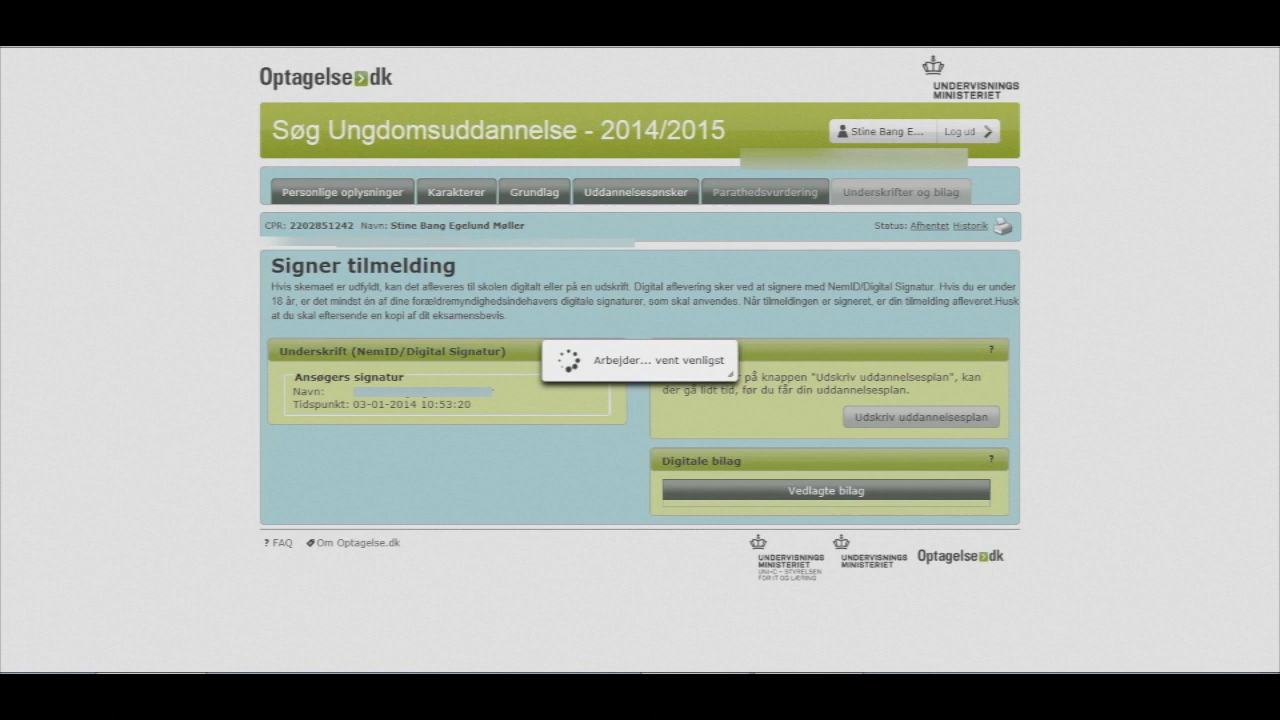 Optagelse dk
UNDERVISNINGS
MINISTERIET
Søg Ungdomsuddannelse - 2014/2015
Stine Bang E...
Log ud
Personlige oplysninger
Karakterer
Grundlag
Uddannelsesønsker
Parathedsvurdering
Underskrifter og bilag
CPR: 2202851242 Navn: Stine Bang Egelund Møller
Status: Afhentet Historik
Signer tilmelding
Hvis skemaet er udfyldt, kan det afleveres til skolen digitalt eller på en udskrift. Digital aflevering sker ved at signere med NemID/Digital Signatur. Hvis du er under
18 år, er det mindst én af dine forældremyndighedsindehavers digitale signaturer, som skal anvendes. Når tilmeldingen er signeret, er din tilmelding afleveret.Husk
at du skal eftersende en kopi af dit eksamensbevis.
Underskrift (NemID/Digital Signatur)
Arbejder... vent venligst
?
Ansøgers signatur
Navn:
Tidspunkt: 03-01-2014 10:53:20
på knappen "Udskriv uddannelsesplan", kan
der gå lidt tid, før du får din uddannelsesplan.
Udskriv uddannelsesplan
Digitale bilag
?
Vedlagte bilag
? FAQ
Om Optagelse.dk
UNDERVISNINGS
MINISTERIET
UNI•C – STYRELSEN
FOR IT OG LÆRING
UNDERVISNINGS
MINISTERIET
Optagelse dk